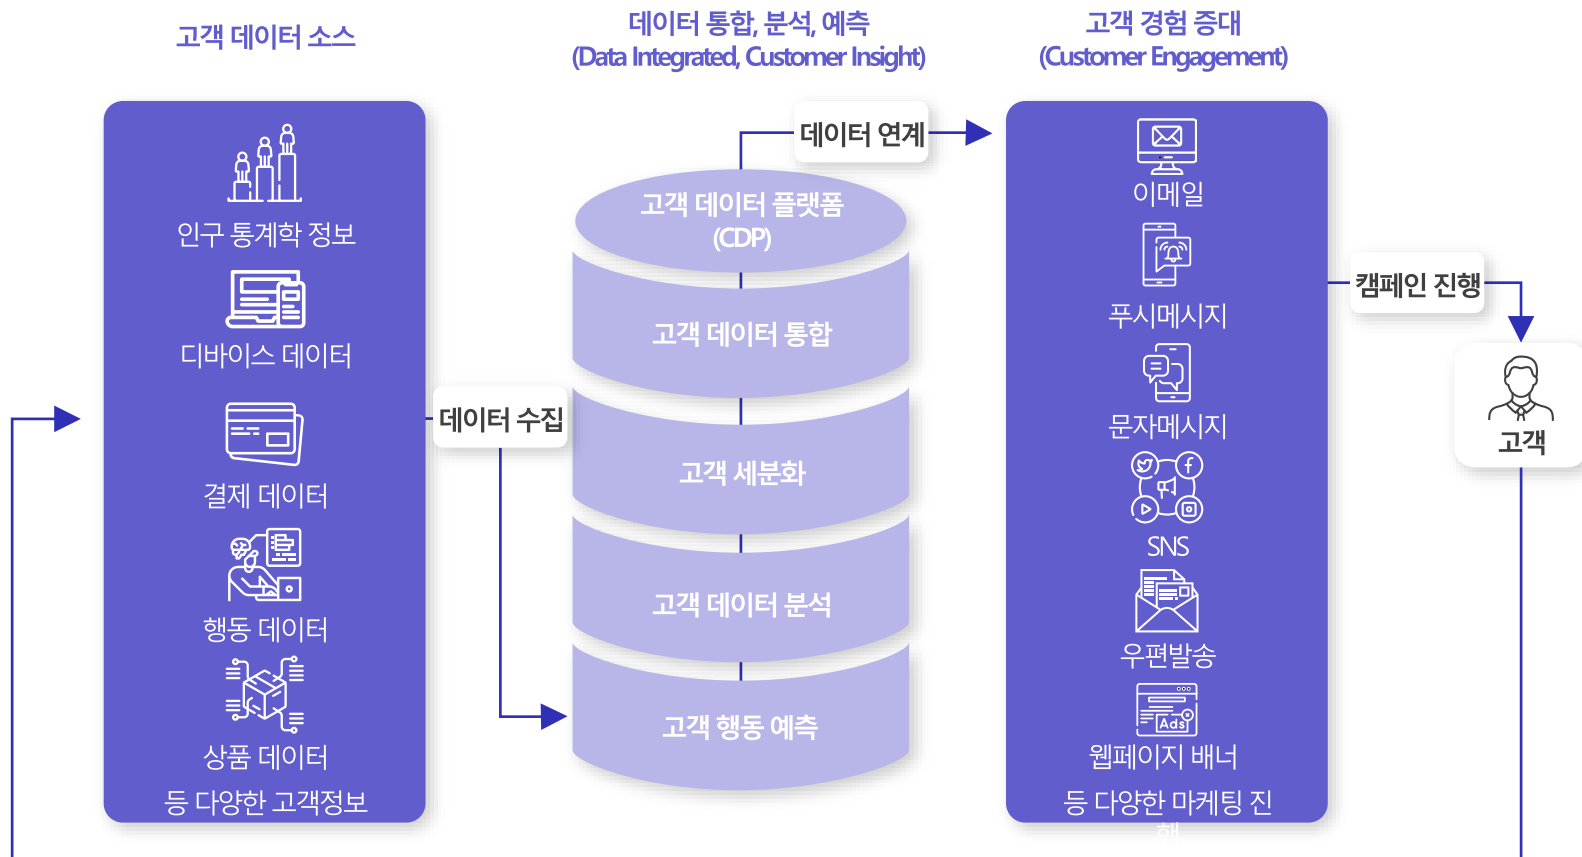 고객 데이터 소스
데이터 통합, 분석, 예측
(Data Integrated, Customer Insight)
고객 경험 증대
(Customer Engagement)
인구 통계학 정보
디바이스 데이터
결제 데이터
행동 데이터
상품 데이터
등 다양한 고객정보
데이터 수집
데이터 연계
고객 데이터 플랫폼
(CDP)
고객 데이터 통합
고객 세분화
고객 데이터 분석
고객 행동 예측
이메일
푸시메시지
문자메시지
SNS
우편발송
Ads
웹페이지 배너
등 다양한 마케팅 진
행
캠페인 진행
고객